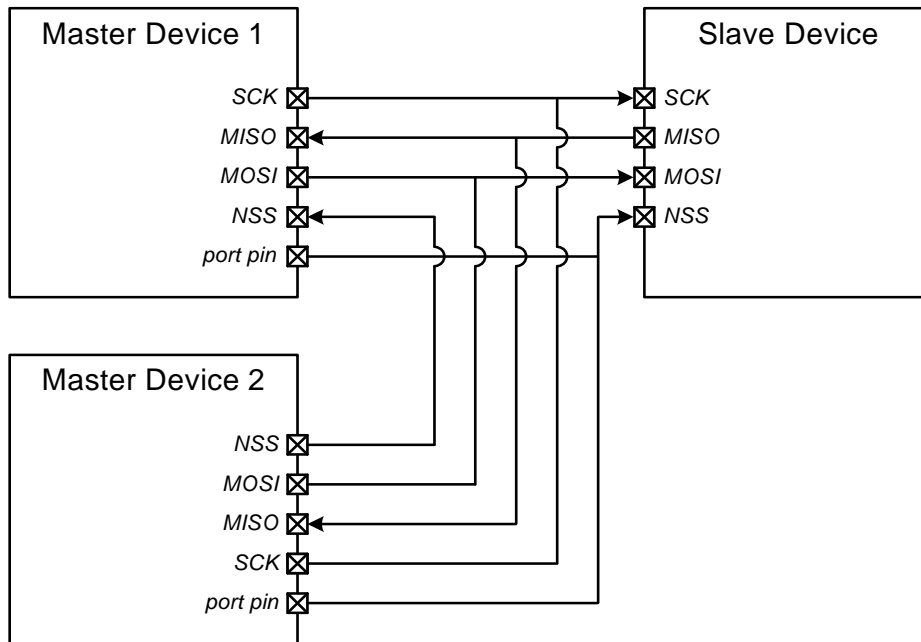 Master Device 1
SCK
MISO
MOSI
NSS
port pin
Slave Device
SCK
MISO
MOSI
NSS
Master Device 2
NSS
MOSI
MISO
SCK
port pin